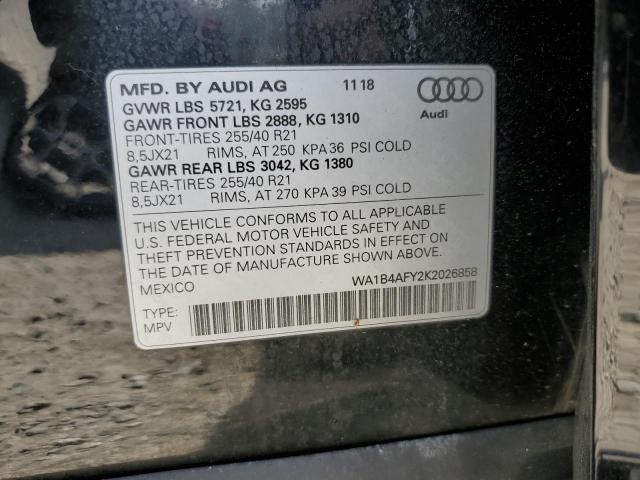 MFD. BY AUDI AG 11 18
GVWR LBS 5721, KG 2595
GAWR FRONT LBS 2888, KG 1310
FRONT-TIRES 255/40 R21
8,5JX21 RIMS, AT 250 KPA 36 PSI COLD
GAWR REAR LBS 3042, KG 1380
REAR-TIRES 255/40 R21
8,5JX21 RIMS, AT 270 KPA 39 PSI COLD
Audi
THIS VEHICLE CONFORMS TO ALL APPLICABLE
U.S. FEDERAL MOTOR VEHICLE SAFETY AND
THEFT PREVENTION STANDARDS IN EFFECT ON
THE DATE OF MANUFACTURE SHOWN ABOVE.
MEXICO WA1B4AFY2K2026858
TYPE:
MPV